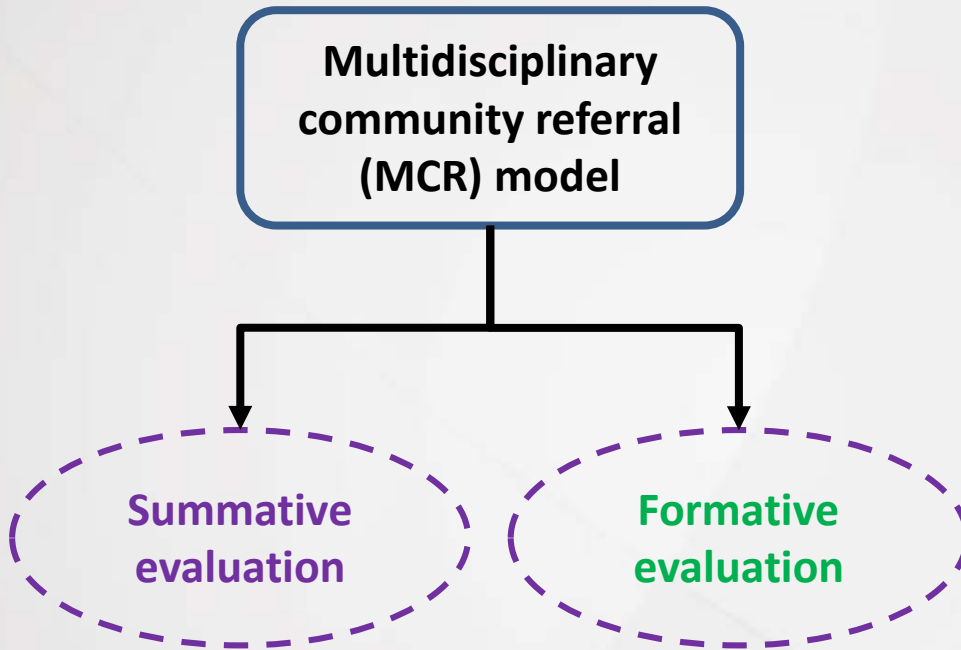 Multidisciplinary
community referral
(MCR) model
Summative
evaluation
Formative
evaluation